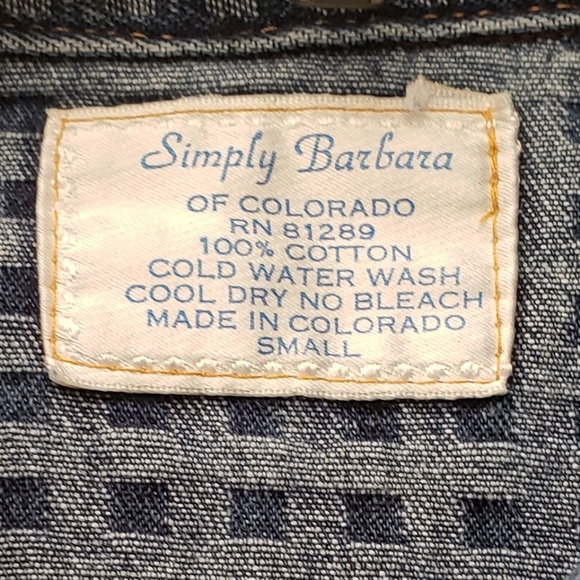 Simply Barbara
OF COLORADO
RN 81289
100% COTTON
COLD WATER WASH
COOL DRY NO BLEACH
MADE IN COLORADO
SMALL